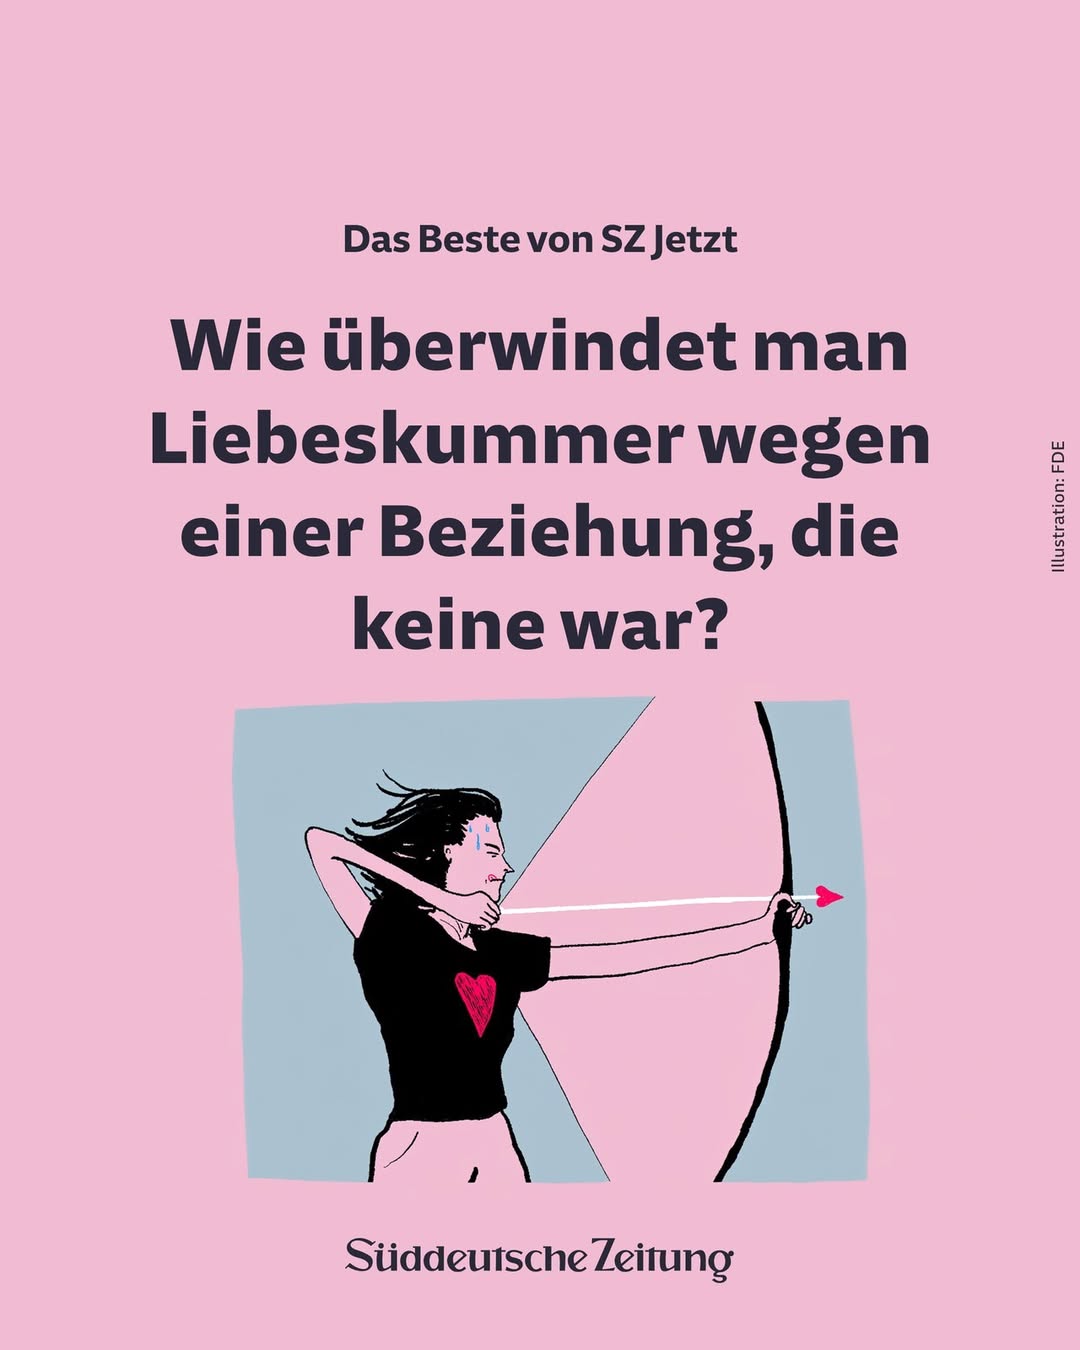 Das Beste von SZ Jetzt
Wie überwindet man
Liebeskummer wegen
einer Beziehung, die
keine war?
Illustration: FDE
Süddeutsche Zeitung